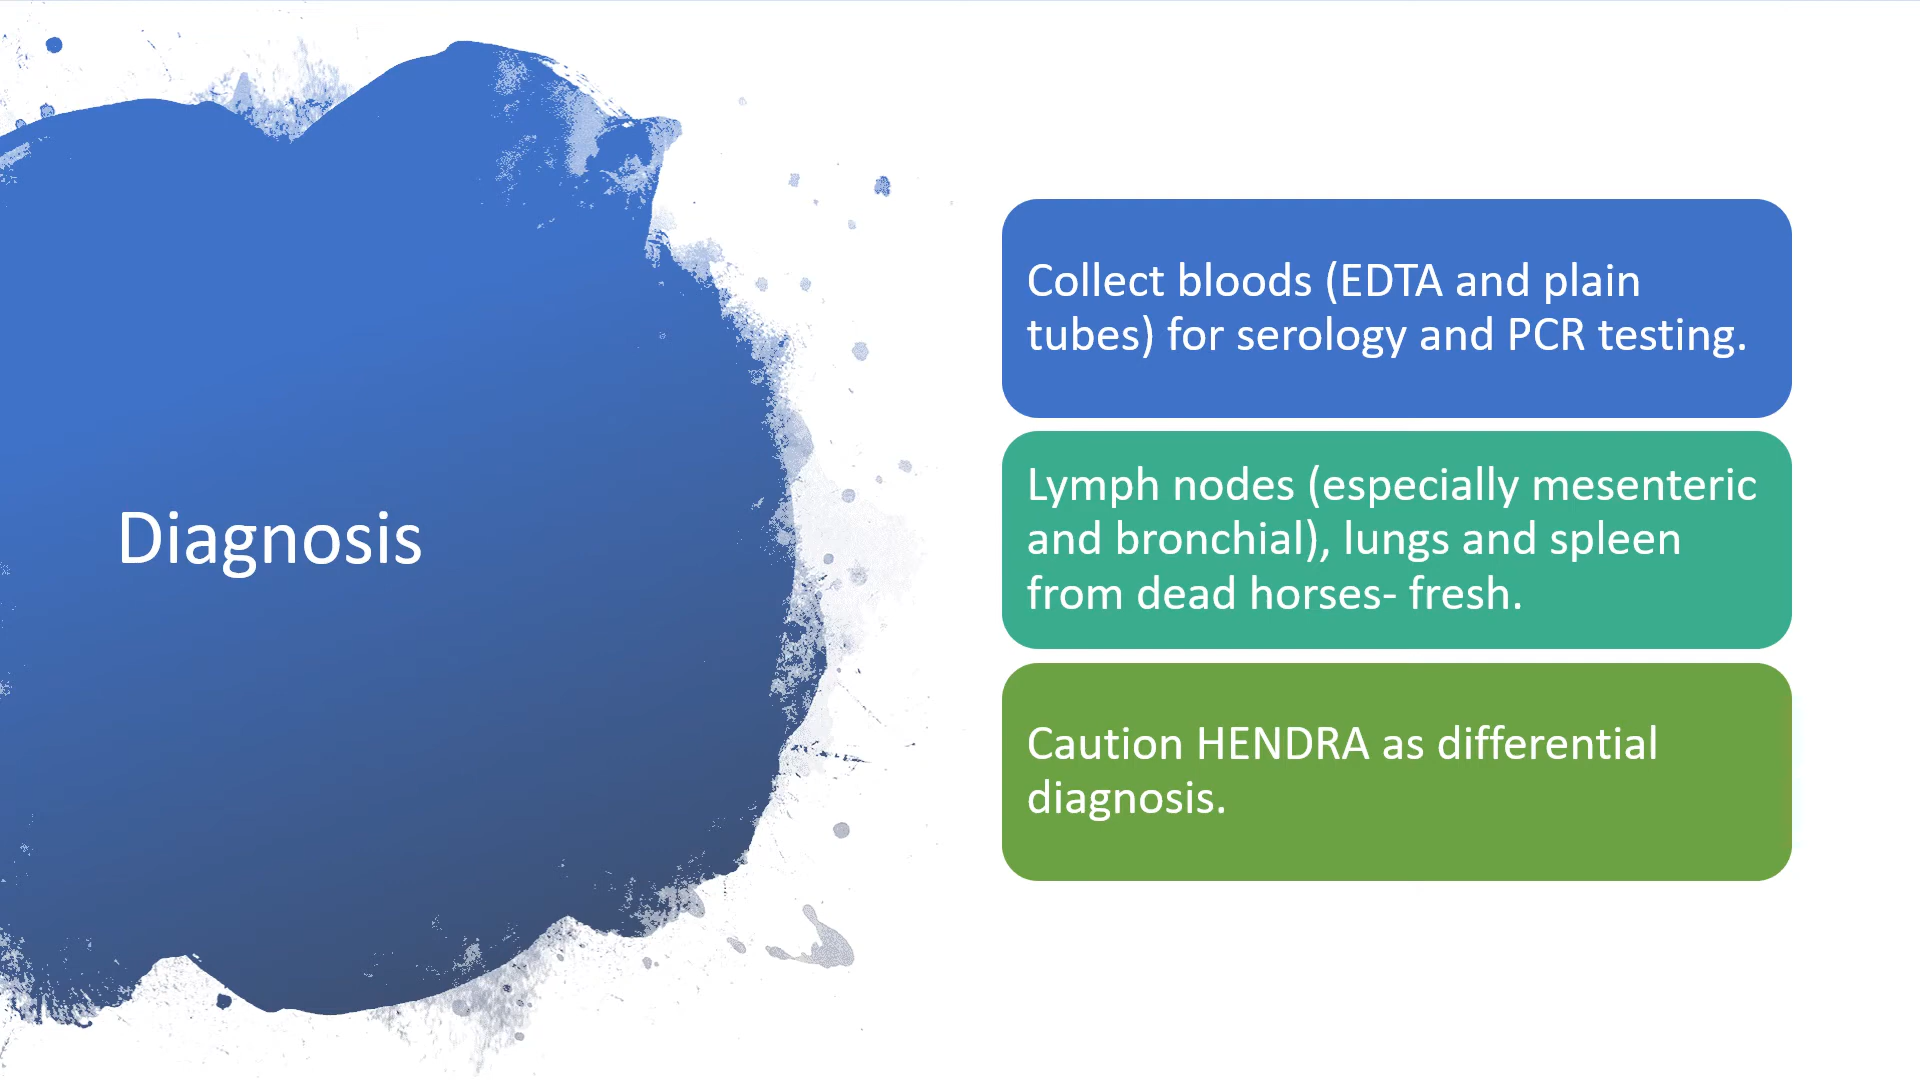 Diagnosis
Collect bloods (EDTA and plain
tubes) for serology and PCR testing.
Lymph nodes (especially mesenteric
and bronchial), lungs and spleen
from dead horses- fresh.
Caution HENDRA as differential
diagnosis.